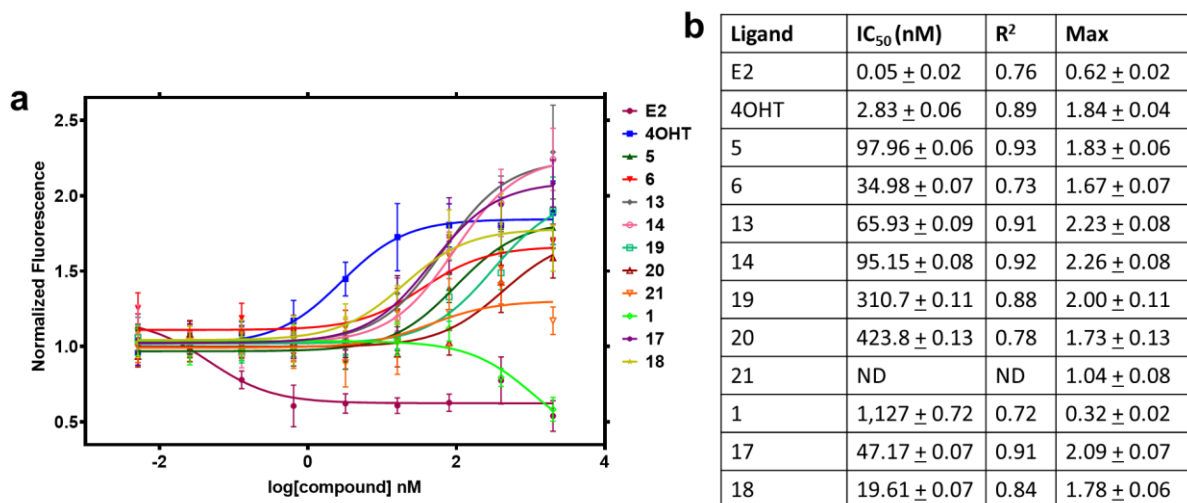 a
Normalized Fluorescence
2.5
2.0
1.5
1.0
0.5
-2
0
2
4
log[compound] nM
E2
4OHT
5
6
13
14
19
20
21
1
17
18
b
Ligand IC50 (nM) R2 Max
E2 0.05 ± 0.02 0.76 0.62 ± 0.02
4OHT 2.83 ± 0.06 0.89 1.84 ± 0.04
5 97.96 ± 0.06 0.93 1.83 ± 0.06
6 34.98 ± 0.07 0.73 1.67 ± 0.07
13 65.93 ± 0.09 0.91 2.23 ± 0.08
14 95.15 ± 0.08 0.92 2.26 ± 0.08
19 310.7 ± 0.11 0.88 2.00 ± 0.11
20 423.8 ± 0.13 0.78 1.73 ± 0.13
21 ND ND 1.04 ± 0.08
1 1,127 ± 0.72 0.72 0.32 ± 0.02
17 47.17 ± 0.07 0.91 2.09 ± 0.07
18 19.61 ± 0.07 0.84 1.78 ± 0.06